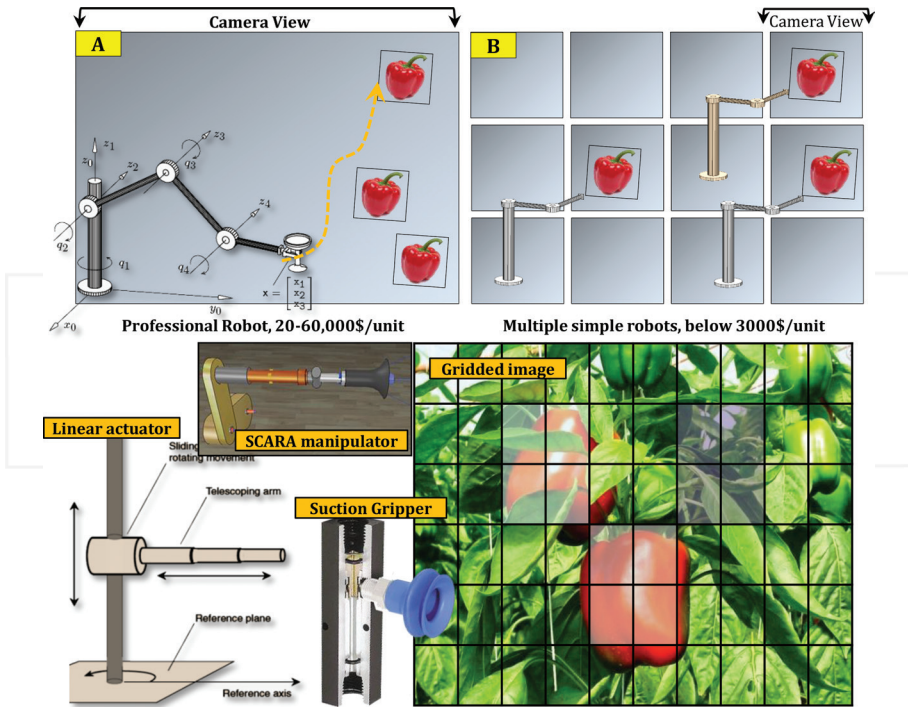 Camera View
Camera View
A
B
z₁
z₀
z₂
z₃
q₃
z₄
q₂
q₁
q₄
x = [x₁
x₂
x₃]
y₀
x₀
Professional Robot, 20-60,000$/unit
Multiple simple robots, below 3000$/unit
Gridded image
Linear actuator
SCARA manipulator
Sliding
rotating movement
Telescoping arm
Suction Gripper
Reference plane
Reference axis